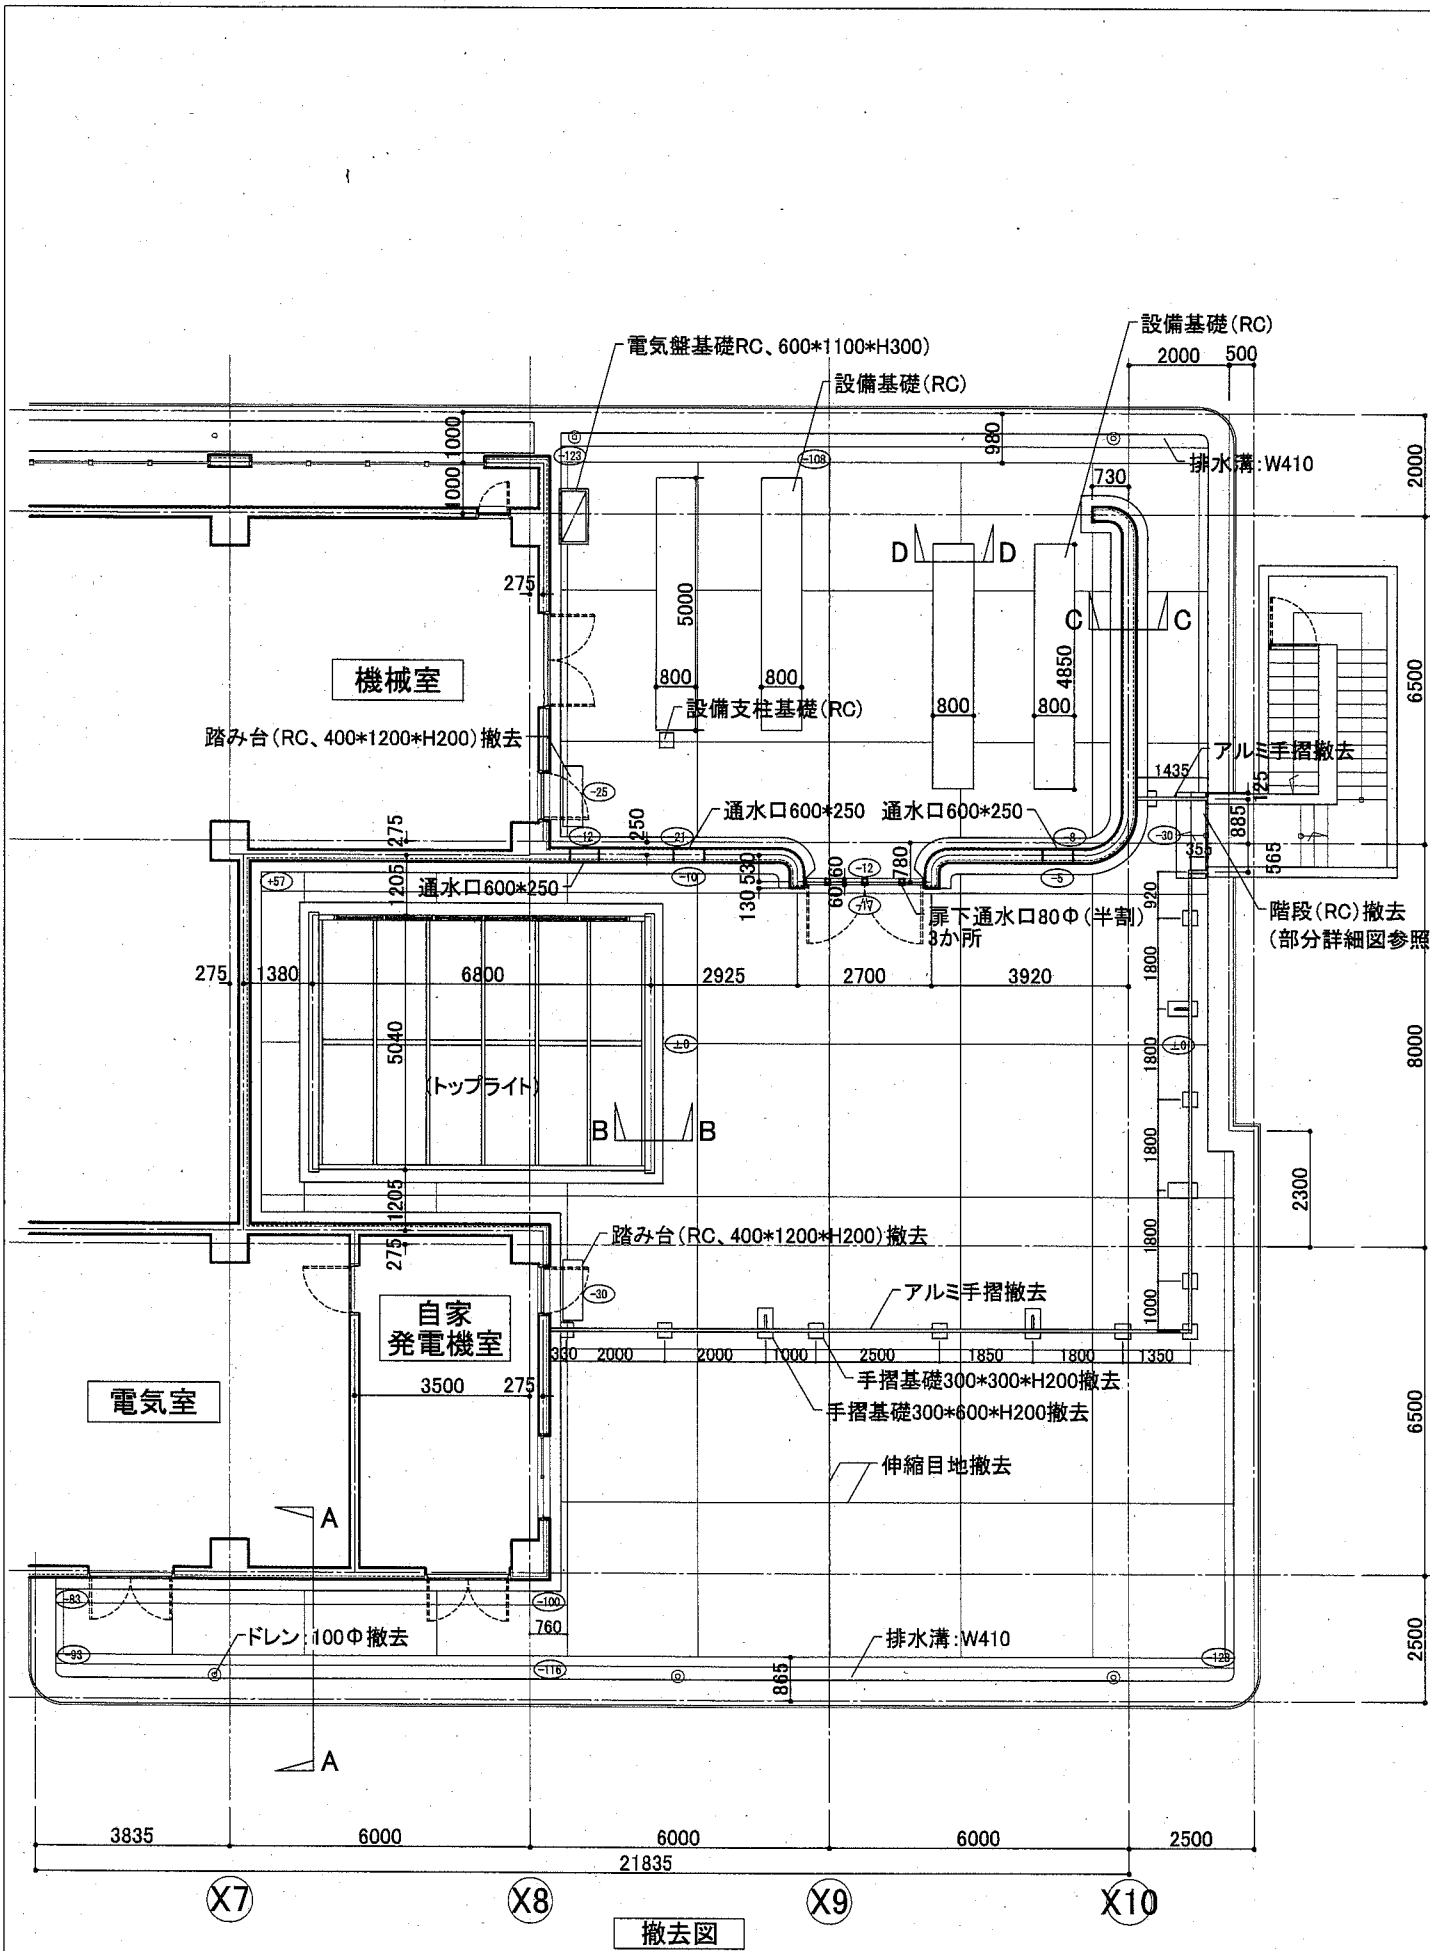 設備基礎(RC)
電気盤基礎RC、600*1100*H300)
2000 500
設備基礎(RC)
1000
980
-123
-108
排水溝:W410
2000
1000
730
D D
275
5000
C C
4850
6500
機械室
800 800
800 800
設備支柱基礎(RC)
踏み台(RC、400*1200*H200)撤去
アルミ手摺撤去
1435
-25
125
通水口600*250 通水口600*250
250
275
-12
-21
-8
-30
885
355
565
530
60
-12
780
通水口600*250
-10
-5
+57
1205
130
60
-17
扉下通水口80Φ(半割)
3か所
920
階段(RC)撤去
(部分詳細図参照
275 1380 6800 2925 2700 3920
1800
5040
±0
±0
1800
8000
(トップライト)
B B
1800
2300
1205
踏み台(RC、400*1200*H200)撤去
1800
275
-30
アルミ手摺撤去
自家
発電機室
1000
330 2000 2000 1000 2500 1850 1800 1350
3500 275
手摺基礎300*300*H200撤去
電気室
手摺基礎300*600*H200撤去
6500
伸縮目地撤去
A
-83
-100
760
ドレン:100Φ撤去
排水溝:W410
2500
-93
-116
-128
865
A
3835 6000 6000 6000 2500
21835
X7 X8 X9 X10
撤去図